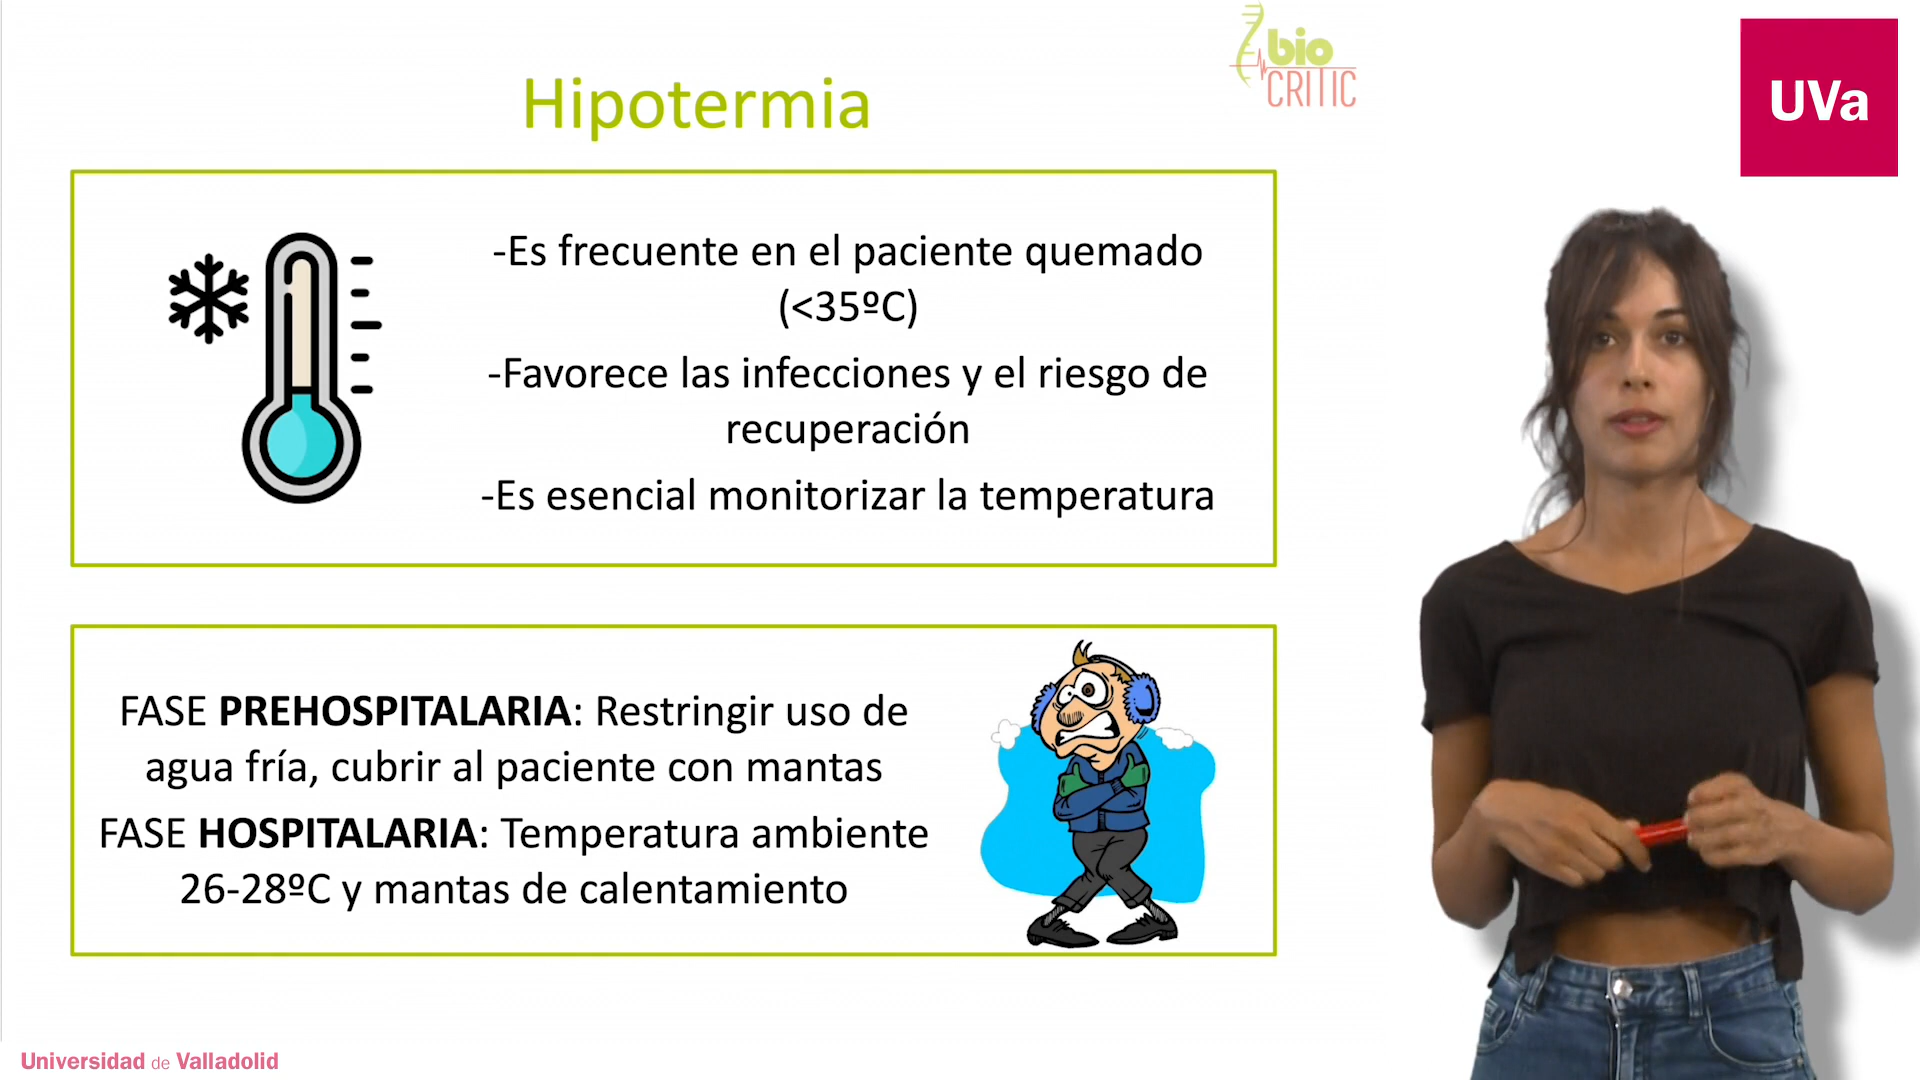 bio
CRITIC
UVa
Hipotermia
-Es frecuente en el paciente quemado
(<35ºC)
-Favorece las infecciones y el riesgo de
recuperación
-Es esencial monitorizar la temperatura
FASE PREHOSPITALARIA: Restringir uso de
agua fría, cubrir al paciente con mantas
FASE HOSPITALARIA: Temperatura ambiente
26-28ºC y mantas de calentamiento
Universidad de Valladolid